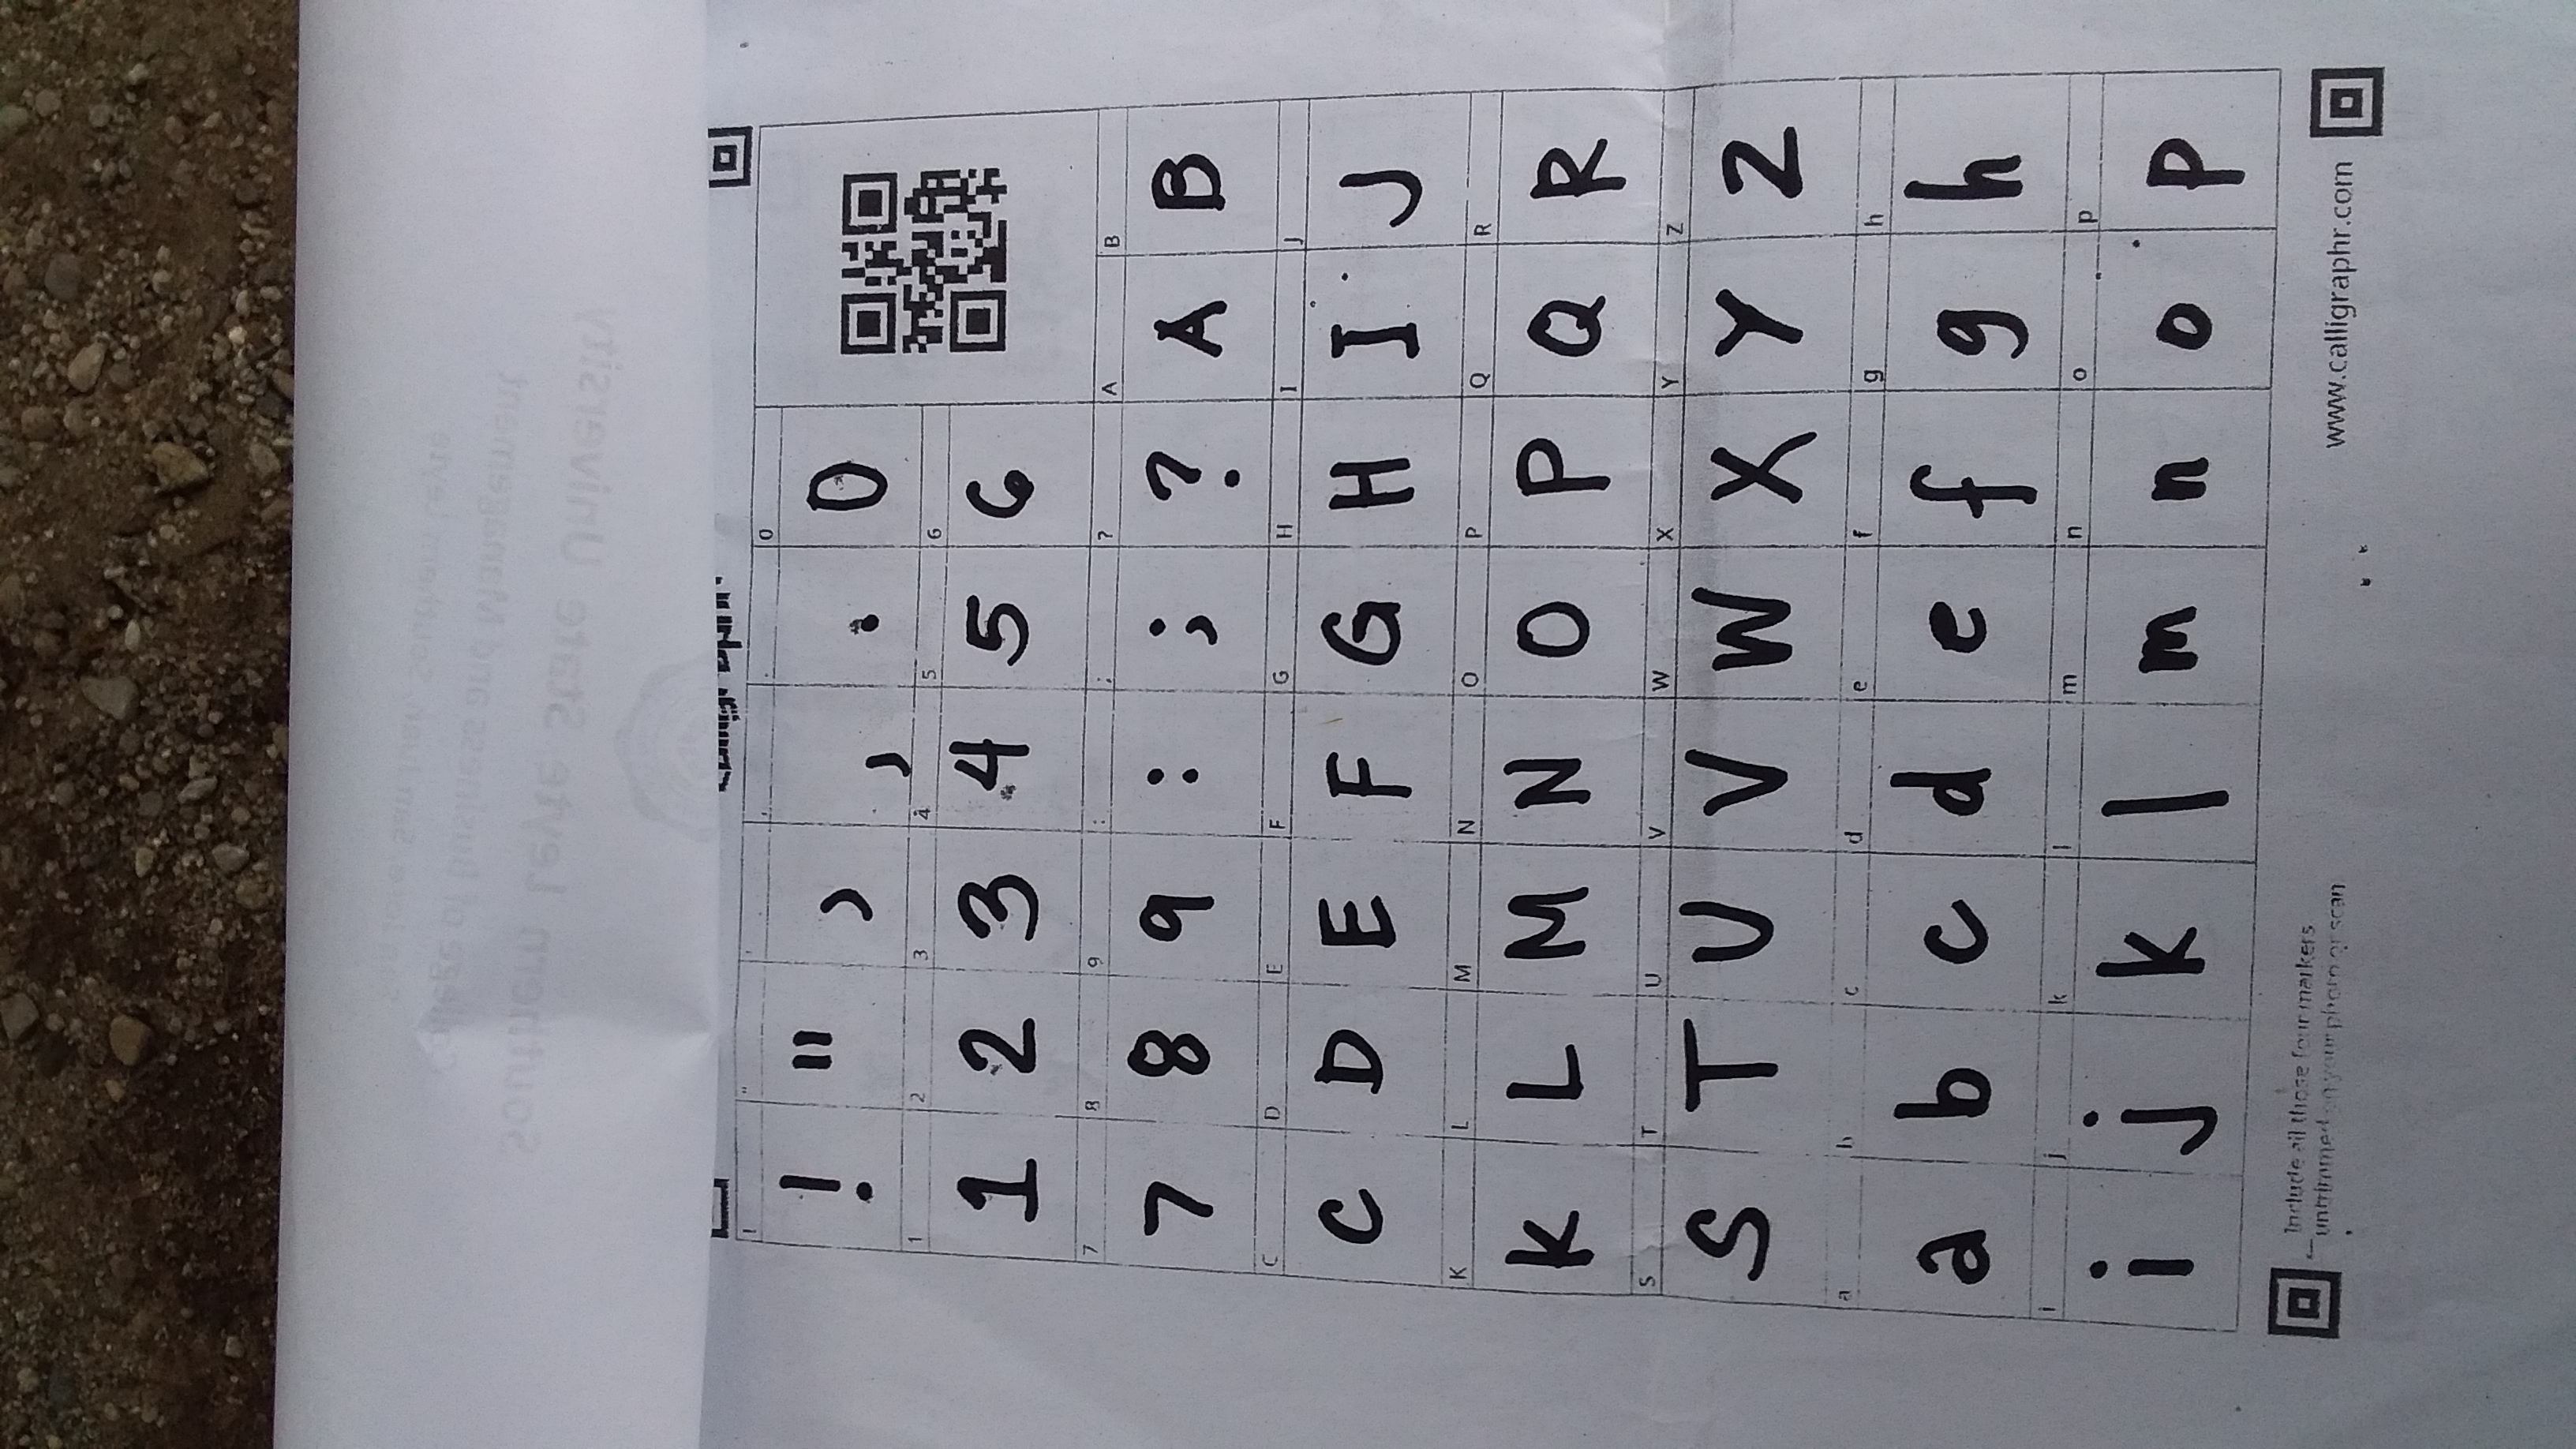 San Jose, San Juan, Southern Leyte
College of Business and Management
Southern Leyte State University
Calligraphr
! " ' , . 0
! " , , . 0
1 2 3 4 5 6
1 2 3 4 5 6
7 8 9 : ; ? A B
7 8 9 : ; ? A B
C D E F G H I J
C D E F G H I J
K L M N O P Q R
K L M N O P Q R
S T U V W X Y Z
S T U V W X Y Z
a b c d e f g h
a b c d e f g h
i j k l m n o p
i j k l m n o p
Include all those four markers
untrimmed on your photo or scan
www.calligraphr.com